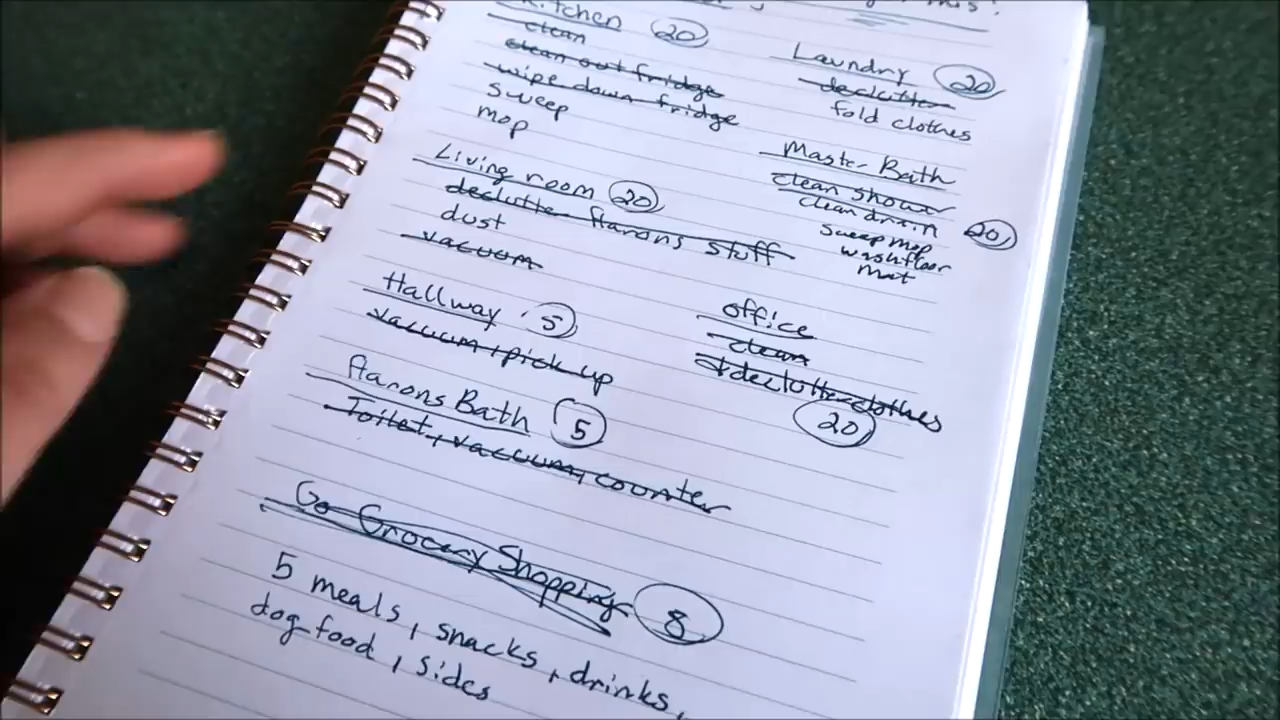 this!
Kitchen 20
clean
clean out fridge
wipe down fridge
sweep
mop
Living room 20
declutter Aarons stuff
dust
vacuum
Hallway 5
vacuum, pick up
Aarons Bath 5
Toilet, vacuum, counter
Laundry 20
declutter
fold clothes
Master Bath
clean shower
clean drain 20
sweep mop
wash floor
mat
office
clean
declutter clothes
20
Go Grocery Shopping 8
5 meals, snacks, drinks,
dog food, sides